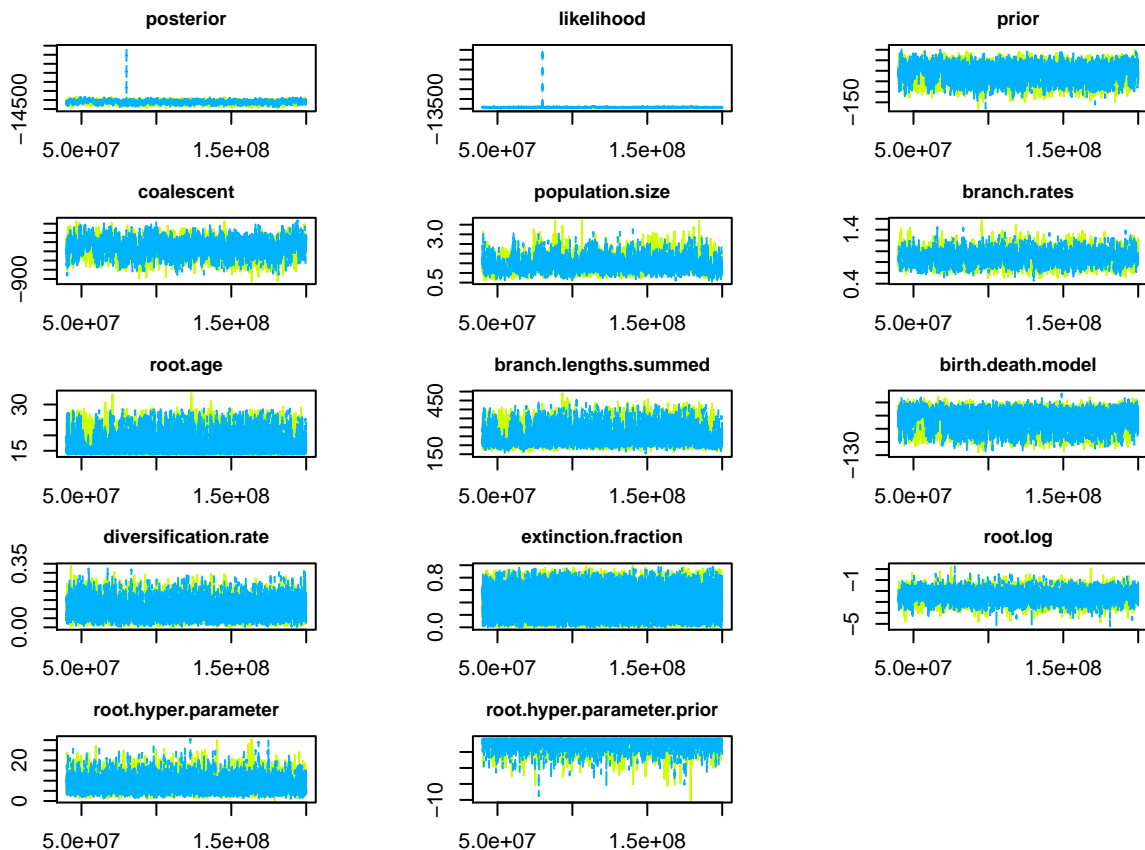 posterior
likelihood
prior
−14500
5.0e+07 1.5e+08
−13500
5.0e+07 1.5e+08
−150
5.0e+07 1.5e+08
coalescent
population.size
branch.rates
−900
5.0e+07 1.5e+08
0.5 3.0
5.0e+07 1.5e+08
0.4 1.4
5.0e+07 1.5e+08
root.age
branch.lengths.summed
birth.death.model
15 30
5.0e+07 1.5e+08
150 450
5.0e+07 1.5e+08
−130
5.0e+07 1.5e+08
diversification.rate
extinction.fraction
root.log
0.00 0.35
5.0e+07 1.5e+08
0.0 0.8
5.0e+07 1.5e+08
−5 −1
5.0e+07 1.5e+08
root.hyper.parameter
root.hyper.parameter.prior
0 20
5.0e+07 1.5e+08
−10
5.0e+07 1.5e+08